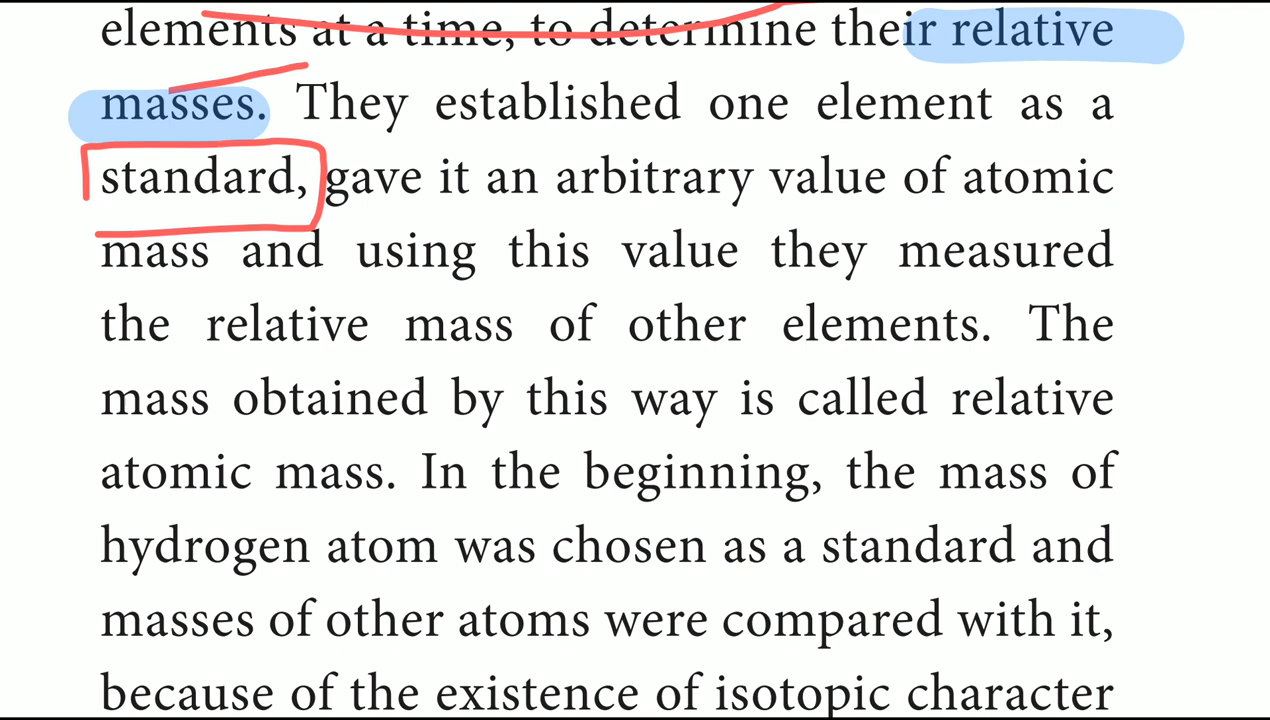 elements at a time, to determine their relative
masses. They established one element as a
standard, gave it an arbitrary value of atomic
mass and using this value they measured
the relative mass of other elements. The
mass obtained by this way is called relative
atomic mass. In the beginning, the mass of
hydrogen atom was chosen as a standard and
masses of other atoms were compared with it,
because of the existence of isotopic character